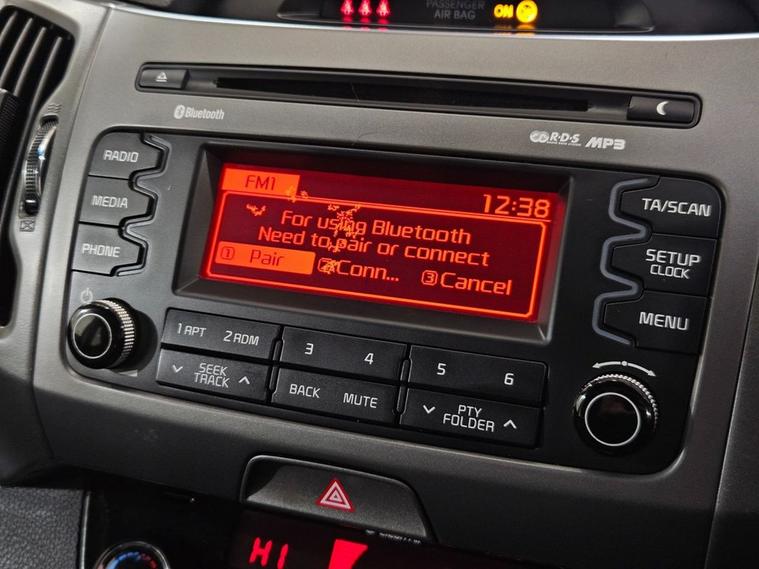 PASSENGER
AIR BAG
ON
Bluetooth
R·D·S
MP3
RADIO
MEDIA
PHONE
FM1
12:38
For using Bluetooth
Need to pair or connect
1 Pair
2 Conn...
3 Cancel
TA/SCAN
SETUP
CLOCK
MENU
1 RPT
2 RDM
3
4
5
6
SEEK
TRACK
BACK
MUTE
PTY
FOLDER
HI